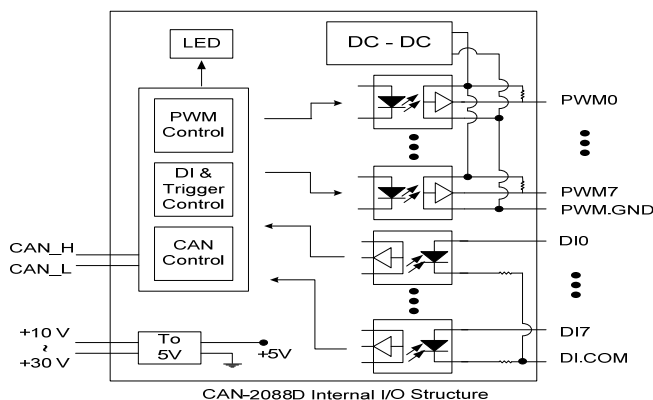 LED
DC - DC
PWM
Control
DI &
Trigger
Control
CAN
Control
CAN_H
CAN_L
+10 V
~
+30 V
To
5V
+5V
PWM0
PWM7
PWM.GND
DI0
DI7
DI.COM
CAN-2088D Internal I/O Structure